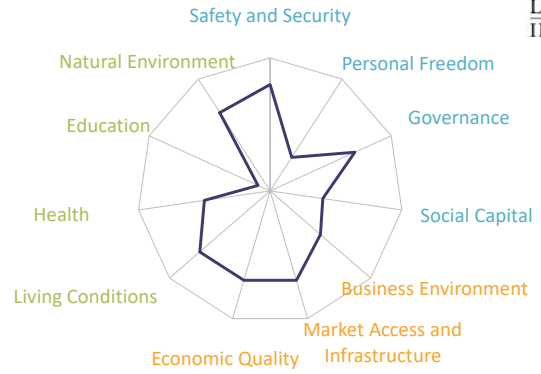 Safety and Security
Natural Environment
Personal Freedom
Education
Governance
Health
Social Capital
Living Conditions
Business Environment
Market Access and
Infrastructure
Economic Quality